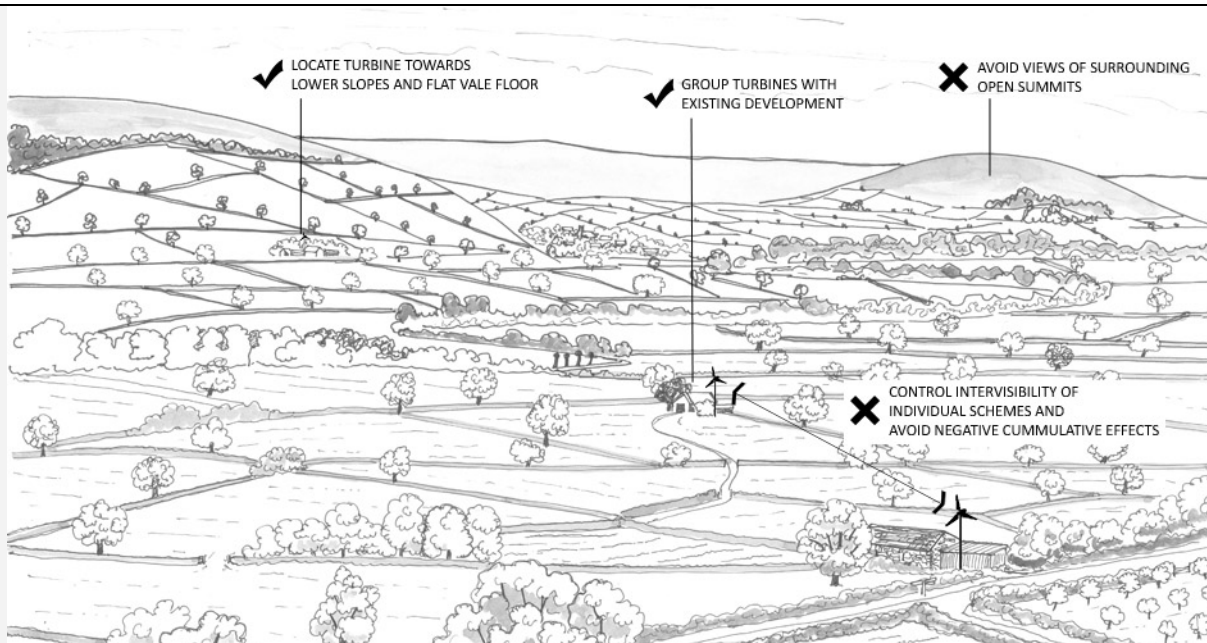 LOCATE TURBINE TOWARDS
LOWER SLOPES AND FLAT VALE FLOOR
GROUP TURBINES WITH
EXISTING DEVELOPMENT
AVOID VIEWS OF SURROUNDING
OPEN SUMMITS
CONTROL INTERVISIBILITY OF
INDIVIDUAL SCHEMES AND
AVOID NEGATIVE CUMMULATIVE EFFECTS